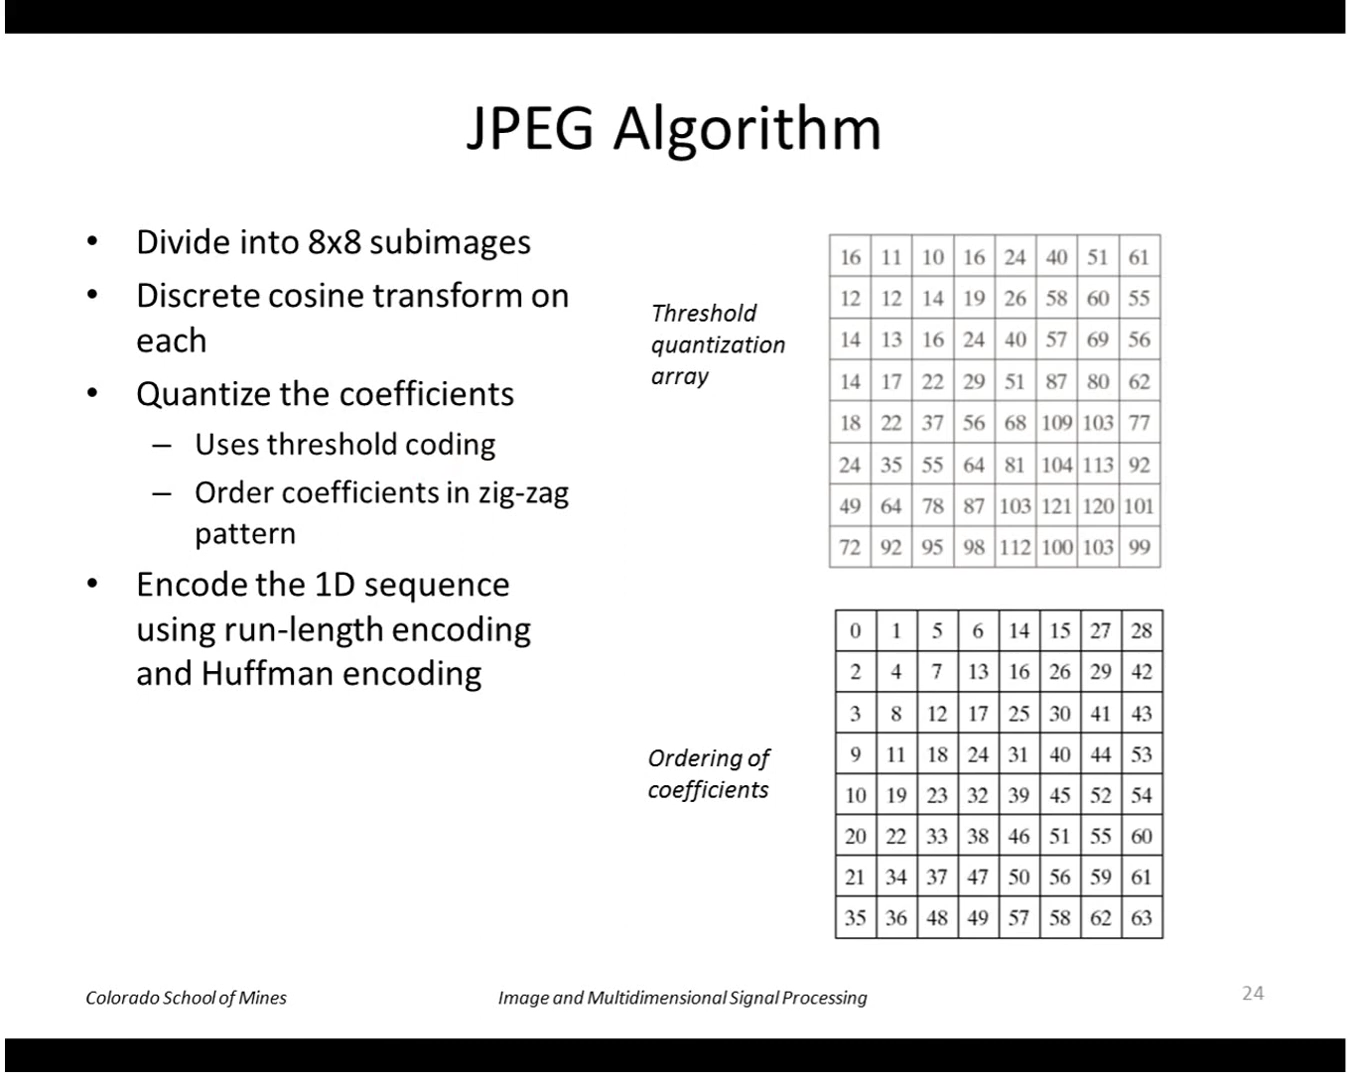 JPEG Algorithm
• Divide into 8x8 subimages
• Discrete cosine transform on
each
• Quantize the coefficients
– Uses threshold coding
– Order coefficients in zig-zag
pattern
• Encode the 1D sequence
using run-length encoding
and Huffman encoding
Threshold
quantization
array
16 11 10 16 24 40 51 61
12 12 14 19 26 58 60 55
14 13 16 24 40 57 69 56
14 17 22 29 51 87 80 62
18 22 37 56 68 109 103 77
24 35 55 64 81 104 113 92
49 64 78 87 103 121 120 101
72 92 95 98 112 100 103 99
Ordering of
coefficients
0 1 5 6 14 15 27 28
2 4 7 13 16 26 29 42
3 8 12 17 25 30 41 43
9 11 18 24 31 40 44 53
10 19 23 32 39 45 52 54
20 22 33 38 46 51 55 60
21 34 37 47 50 56 59 61
35 36 48 49 57 58 62 63
Colorado School of Mines
Image and Multidimensional Signal Processing
24